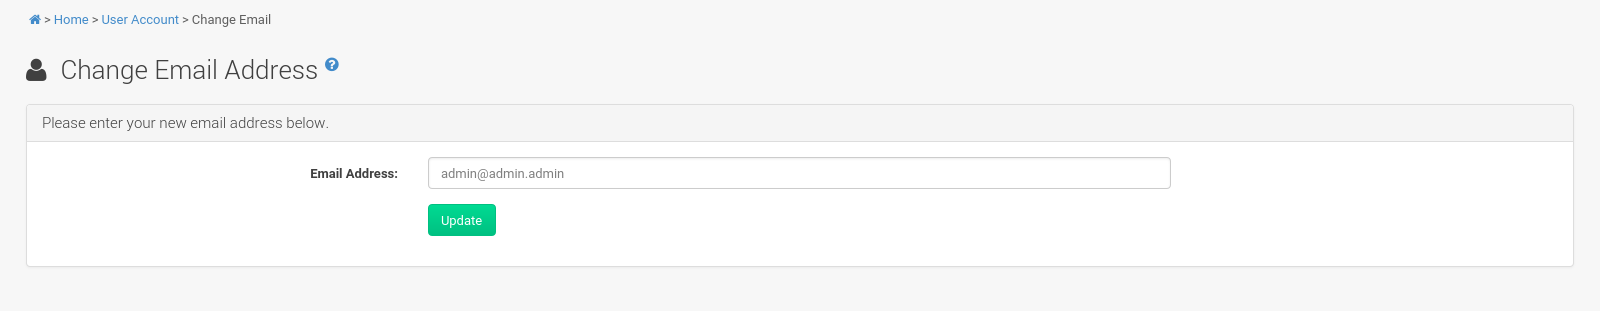 > Home > User Account > Change Email
Change Email Address ?
Please enter your new email address below.
Email Address: admin@admin.admin
Update